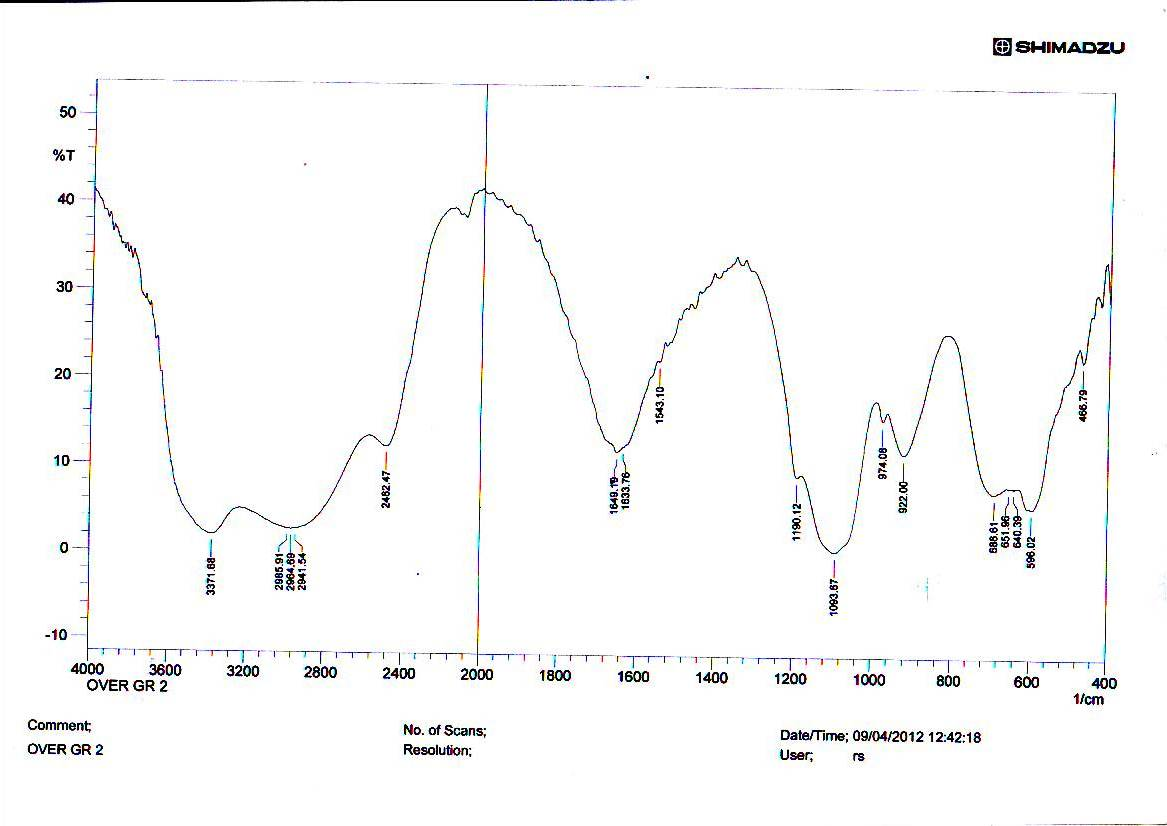 SHIMADZU
50
%T
40
30
20
10
0
-10
3371.68
2985.91
2964.69
2941.54
2482.47
1649.19
1633.76
1543.10
1190.12
1093.67
974.08
922.00
688.61
651.96
640.39
596.02
466.79
4000 3600 3200 2800 2400 2000 1800 1600 1400 1200 1000 800 600 400
OVER GR 2
1/cm
Comment;
OVER GR 2
No. of Scans;
Resolution;
Date/Time; 09/04/2012 12:42:18
User; rs